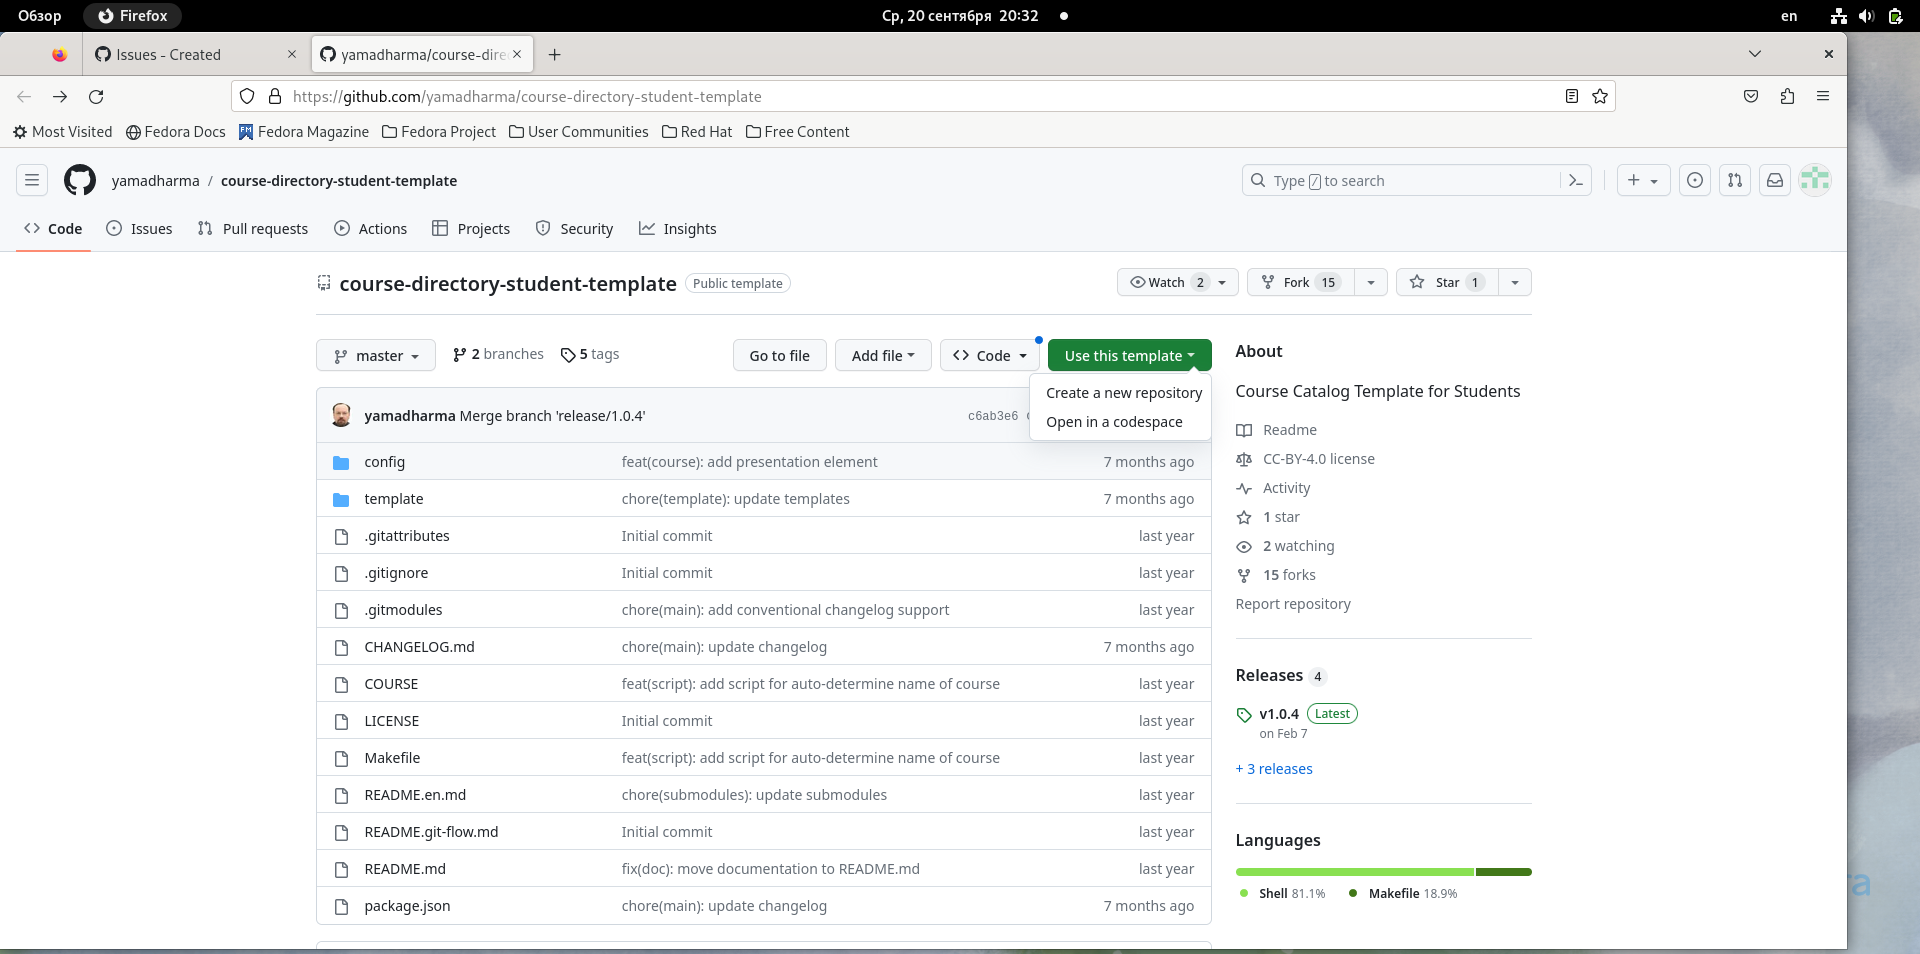 Обзор
Firefox
Ср, 20 сентября 20:32
en
Issues - Created
yamadharma/course-dire
https://github.com/yamadharma/course-directory-student-template
Most Visited
Fedora Docs
Fedora Magazine
Fedora Project
User Communities
Red Hat
Free Content
yamadharma / course-directory-student-template
Type / to search
Code
Issues
Pull requests
Actions
Projects
Security
Insights
course-directory-student-template
Public template
Watch 2
Fork 15
Star 1
master
2 branches
5 tags
Go to file
Add file
Code
Use this template
Create a new repository
Open in a codespace
yamadharma Merge branch 'release/1.0.4'
c6ab3e6
config feat(course): add presentation element 7 months ago
template chore(template): update templates 7 months ago
.gitattributes Initial commit last year
.gitignore Initial commit last year
.gitmodules chore(main): add conventional changelog support last year
CHANGELOG.md chore(main): update changelog 7 months ago
COURSE feat(script): add script for auto-determine name of course last year
LICENSE Initial commit last year
Makefile feat(script): add script for auto-determine name of course last year
README.en.md chore(submodules): update submodules last year
README.git-flow.md Initial commit last year
README.md fix(doc): move documentation to README.md last year
package.json chore(main): update changelog 7 months ago
About
Course Catalog Template for Students
Readme
CC-BY-4.0 license
Activity
1 star
2 watching
15 forks
Report repository
Releases 4
v1.0.4 Latest
on Feb 7
+ 3 releases
Languages
Shell 81.1%
Makefile 18.9%